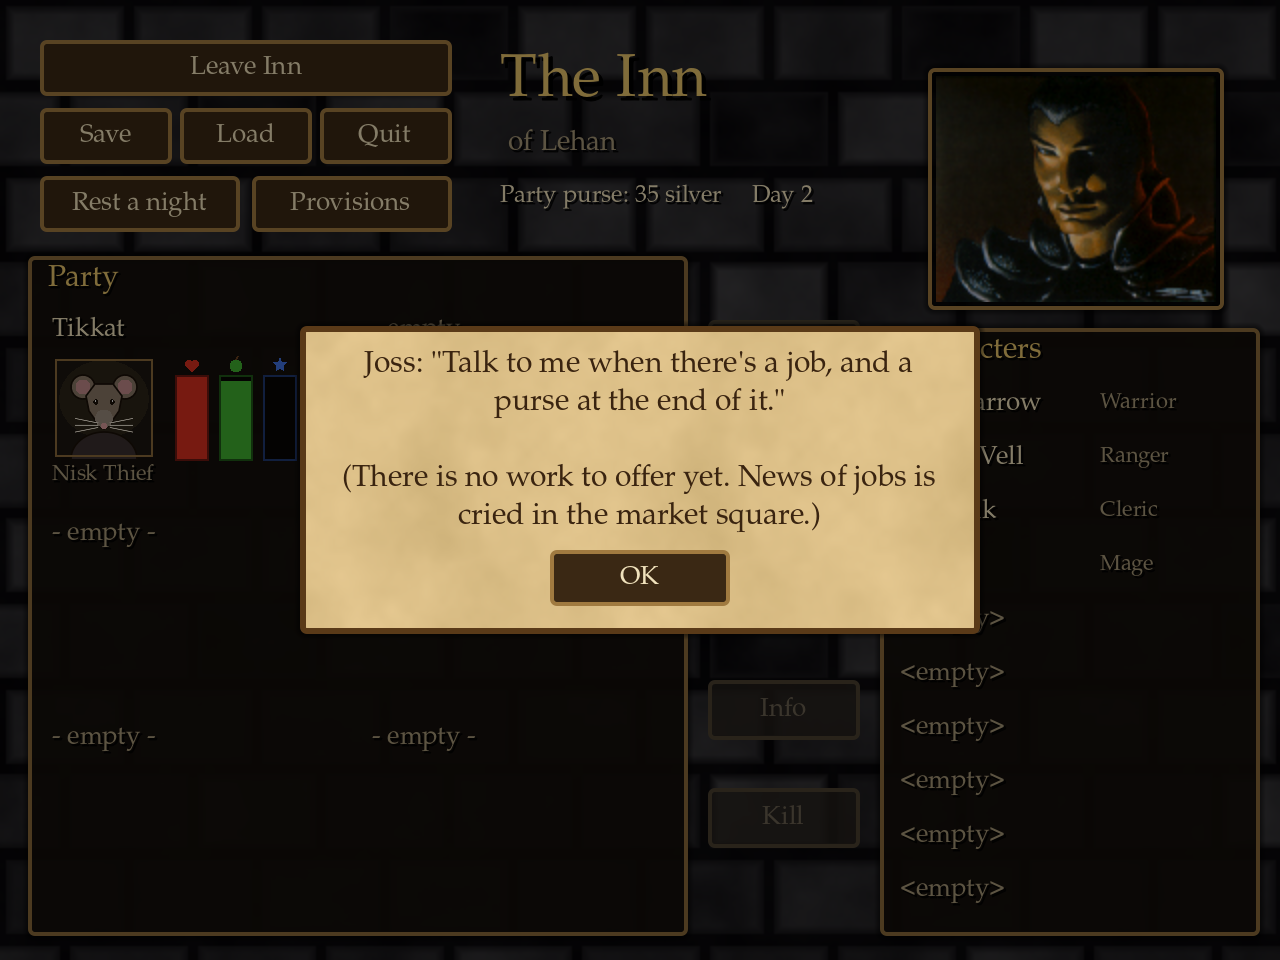 Leave Inn
Save
Load
Quit
Rest a night
Provisions
The Inn
of Lehan
Party purse: 35 silver
Day 2
Party
Tikkat
Nisk Thief
- empty -
- empty -
- empty -
Joss: "Talk to me when there's a job, and a
purse at the end of it."
(There is no work to offer yet. News of jobs is
cried in the market square.)
OK
Info
Kill
Warrior
Vell
Ranger
Cleric
Mage
<empty>
<empty>
<empty>
<empty>
<empty>